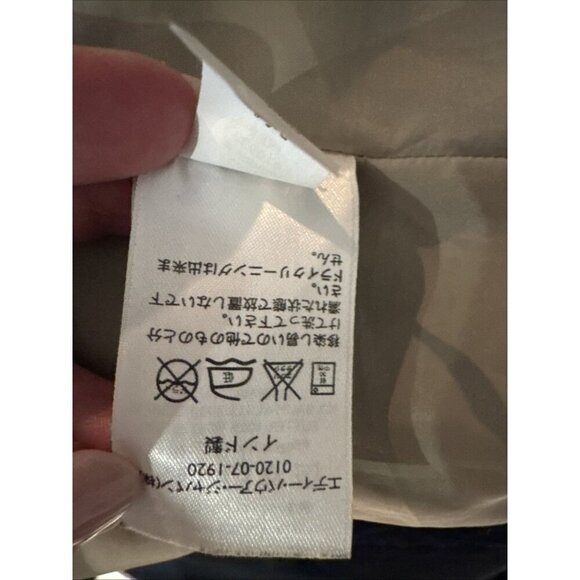 移染し易いので他のものと分
けて洗って下さい。
濡れた状態で放置しないで下
さい。
ドライクリーニングは出来ま
せん。
インド製
0120-07-1920
エディー・バウアー・ジャパン(株)